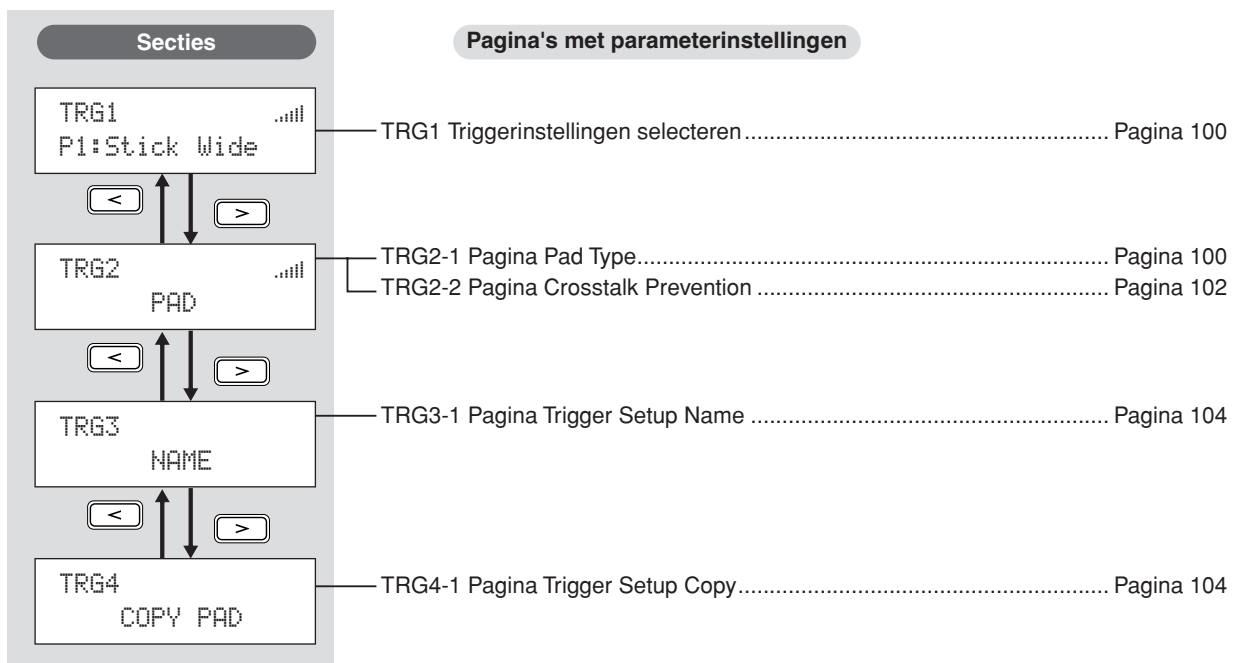 Secties
Pagina's met parameterinstellingen
TRG1
P1:Stick Wide
TRG1 Triggerinstellingen selecteren.................................................................. Pagina 100
<
>
TRG2
PAD
TRG2-1 Pagina Pad Type..................................................................................... Pagina 100
TRG2-2 Pagina Crosstalk Prevention ................................................................ Pagina 102
<
>
TRG3
NAME
TRG3-1 Pagina Trigger Setup Name ................................................................. Pagina 104
<
>
TRG4
COPY PAD
TRG4-1 Pagina Trigger Setup Copy................................................................... Pagina 104